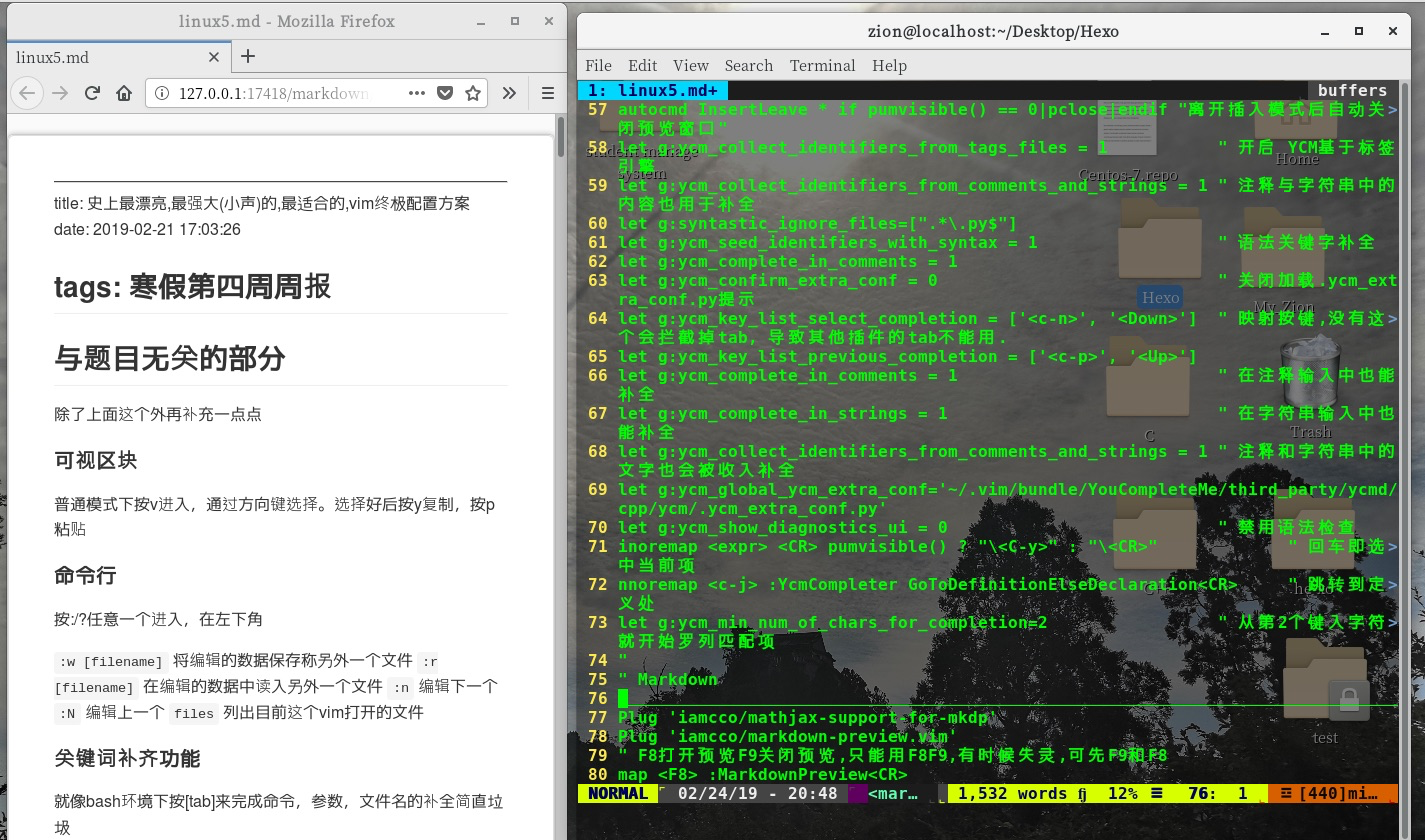 linux5.md - Mozilla Firefox
linux5.md
127.0.0.1:17418/markdown
title: 史上最漂亮,最强大(小声)的,最适合的,vim终极配置方案
date: 2019-02-21 17:03:26
tags: 寒假第四周周报
与题目无关的部分
除了上面这个外再补充一点点
可视区块
普通模式下按v进入，通过方向键选择。选择好后按y复制，按p
粘贴
命令行
按:/?任意一个进入，在左下角
:w [filename] 将编辑的数据保存称另外一个文件 :r
[filename] 在编辑的数据中读入另外一个文件 :n 编辑下一个
:N 编辑上一个 files 列出目前这个vim打开的文件
关键词补齐功能
就像bash环境下按[tab]来完成命令，参数，文件名的补全简直垃
圾
zion@localhost:~/Desktop/Hexo
File Edit View Search Terminal Help
1: linux5.md+ buffers
57 autocmd InsertLeave * if pumvisible() == 0|pclose|endif "离开插入模式后自动关>
闭预览窗口"
58 let g:ycm_collect_identifiers_from_tags_files = 1 " 开启 YCM基于标签
引擎
59 let g:ycm_collect_identifiers_from_comments_and_strings = 1 " 注释与字符串中的
内容也用于补全
60 let g:syntastic_ignore_files=[".*\.py$"]
61 let g:ycm_seed_identifiers_with_syntax = 1 " 语法关键字补全
62 let g:ycm_complete_in_comments = 1
63 let g:ycm_confirm_extra_conf = 0 " 关闭加载.ycm_ext
ra_conf.py提示
64 let g:ycm_key_list_select_completion = ['<c-n>', '<Down>'] " 映射按键,没有这>
个会拦截掉tab, 导致其他插件的tab不能用.
65 let g:ycm_key_list_previous_completion = ['<c-p>', '<Up>']
66 let g:ycm_complete_in_comments = 1 " 在注释输入中也能
补全
67 let g:ycm_complete_in_strings = 1 " 在字符串输入中也
能补全
68 let g:ycm_collect_identifiers_from_comments_and_strings = 1 " 注释和字符串中的
文字也会被收入补全
69 let g:ycm_global_ycm_extra_conf='~/.vim/bundle/YouCompleteMe/third_party/ycmd/
cpp/ycm/.ycm_extra_conf.py'
70 let g:ycm_show_diagnostics_ui = 0 " 禁用语法检查
71 inoremap <expr> <CR> pumvisible() ? "\<C-y>" : "\<CR>" " 回车即选>
中当前项
72 nnoremap <c-j> :YcmCompleter GoToDefinitionElseDeclaration<CR> " 跳转到定>
义处
73 let g:ycm_min_num_of_chars_for_completion=2 " 从第2个键入字符>
就开始罗列匹配项
74 "
75 " Markdown
76
77 Plug 'iamcco/mathjax-support-for-mkdp'
78 Plug 'iamcco/markdown-preview.vim'
79 " F8打开预览F9关闭预览,只能用F8F9,有时候失灵,可先F9和F8
80 map <F8> :MarkdownPreview<CR>
NORMAL 02/24/19 - 20:48 <mar… 1,532 words 12% ☰ 76: 1 [440]mi…
student manage
system
Centos-7.repo
Home
Hexo
My Zion
C
Trash
test